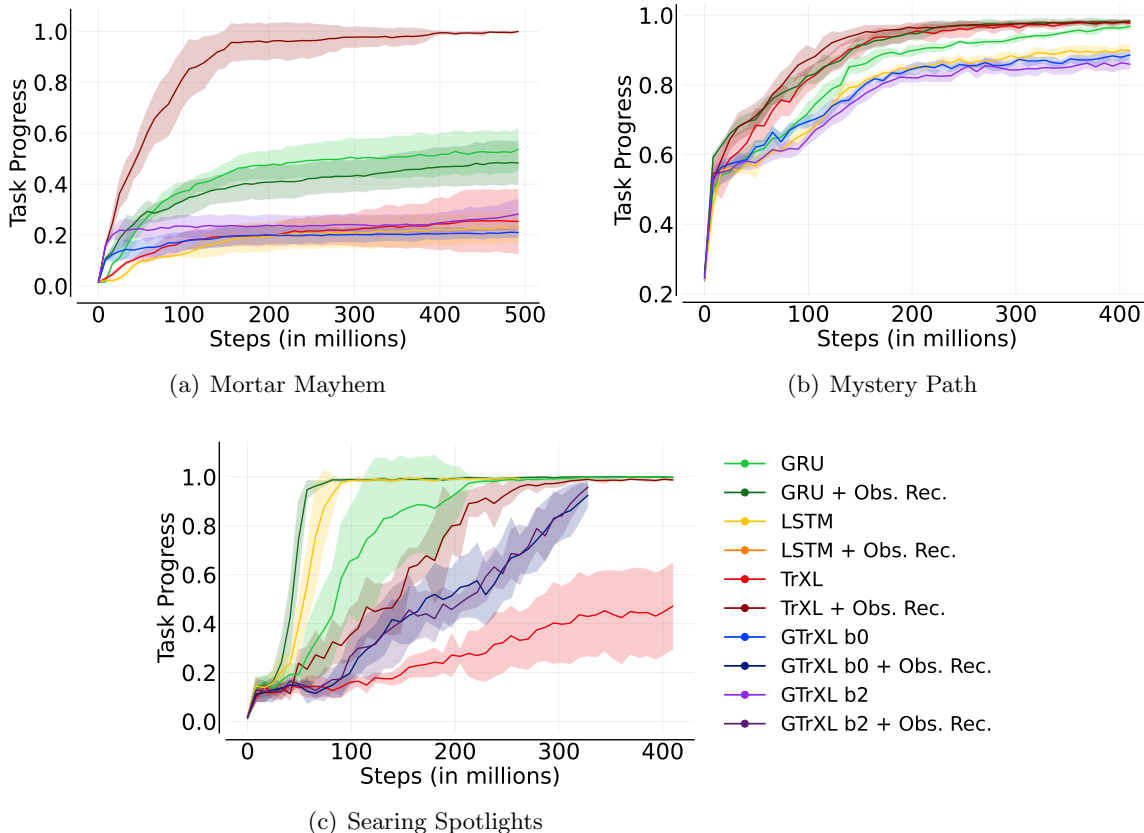 1.0
0.8
0.6
0.4
0.2
0.0
Task Progress
0 100 200 300 400 500
Steps (in millions)
(a) Mortar Mayhem
1.0
0.8
0.6
0.4
0.2
Task Progress
0 100 200 300 400
Steps (in millions)
(b) Mystery Path
1.0
0.8
0.6
0.4
0.2
0.0
Task Progress
0 100 200 300 400
Steps (in millions)
(c) Searing Spotlights
GRU
GRU + Obs. Rec.
LSTM
LSTM + Obs. Rec.
TrXL
TrXL + Obs. Rec.
GTrXL b0
GTrXL b0 + Obs. Rec.
GTrXL b2
GTrXL b2 + Obs. Rec.